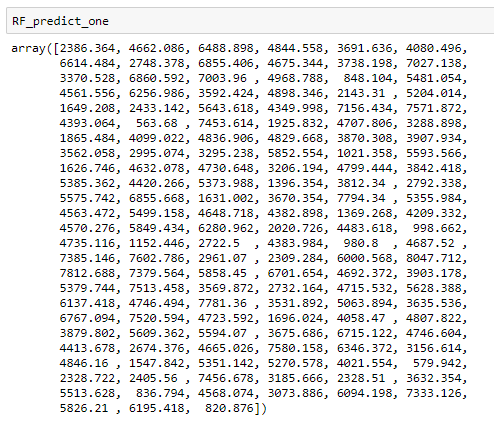 RF_predict_one
array([2386.364, 4662.086, 6488.898, 4844.558, 3691.636, 4080.496,
6614.484, 2748.378, 6855.406, 4675.344, 3738.198, 7027.138,
3370.528, 6860.592, 7003.96 , 4968.788,  848.104, 5481.054,
4561.556, 6256.986, 3592.424, 4898.346, 2143.31 , 5204.014,
1649.208, 2433.142, 5643.618, 4349.998, 7156.434, 7571.872,
4393.064,  563.68 , 7453.614, 1925.832, 4707.806, 3288.898,
1865.484, 4099.022, 4836.906, 4829.668, 3870.308, 3907.934,
3562.058, 2995.074, 3295.238, 5852.554, 1021.358, 5593.566,
1626.746, 4632.078, 4730.648, 3206.194, 4799.444, 3842.418,
5385.362, 4420.266, 5373.988, 1396.354, 3812.34 , 2792.338,
5575.742, 6855.668, 1631.002, 3670.354, 7794.34 , 5355.984,
4563.472, 5499.158, 4648.718, 4382.898, 1369.268, 4209.332,
4570.276, 5849.434, 6280.962, 2020.726, 4483.618,  998.662,
4735.116, 1152.446, 2722.5  , 4383.984,  980.8  , 4687.52 ,
7385.146, 7602.786, 2961.07 , 2309.284, 6000.568, 8047.712,
7812.688, 7379.564, 5858.45 , 6701.654, 4692.372, 3903.178,
5379.744, 7513.458, 3569.872, 2732.164, 4715.532, 5628.388,
6137.418, 4746.494, 7781.36 , 3531.892, 5063.894, 3635.536,
6767.094, 7520.594, 4723.592, 1696.024, 4058.47 , 4807.822,
3879.802, 5609.362, 5594.07 , 3675.686, 6715.122, 4746.604,
4413.678, 2674.376, 4665.026, 7580.158, 6346.372, 3156.614,
4846.16 , 1547.842, 5351.142, 5270.578, 4021.554,  579.942,
2328.722, 2405.56 , 7456.678, 3185.666, 2328.51 , 3632.354,
5513.628,  836.794, 4568.074, 3073.886, 6094.198, 7333.126,
5826.21 , 6195.418,  820.876])